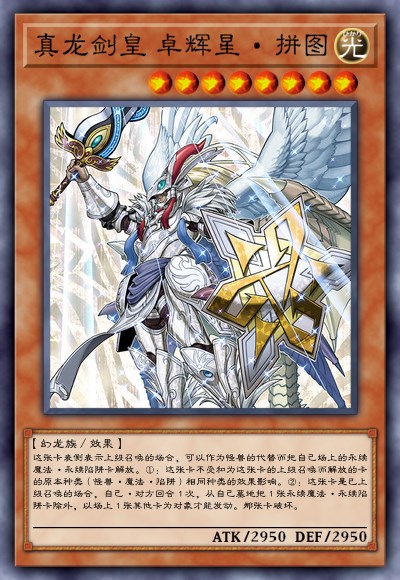 真龙剑皇 卓辉星·拼图
光
【幻龙族／效果】
这张卡表侧表示上级召唤的场合，可以作为怪兽的代替而把自己场上的永续
魔法·永续陷阱卡解放。①：这张卡不受和为这张卡的上级召唤而解放的卡
的原本种类（怪兽·魔法·陷阱）相同种类的效果影响。②：这张卡是已上
级召唤的场合，自己·对方回合1次，从自己墓地把1张永续魔法·永续陷阱
卡除外，以场上1张其他卡为对象才能发动。那张卡破坏。
ATK/2950 DEF/2950